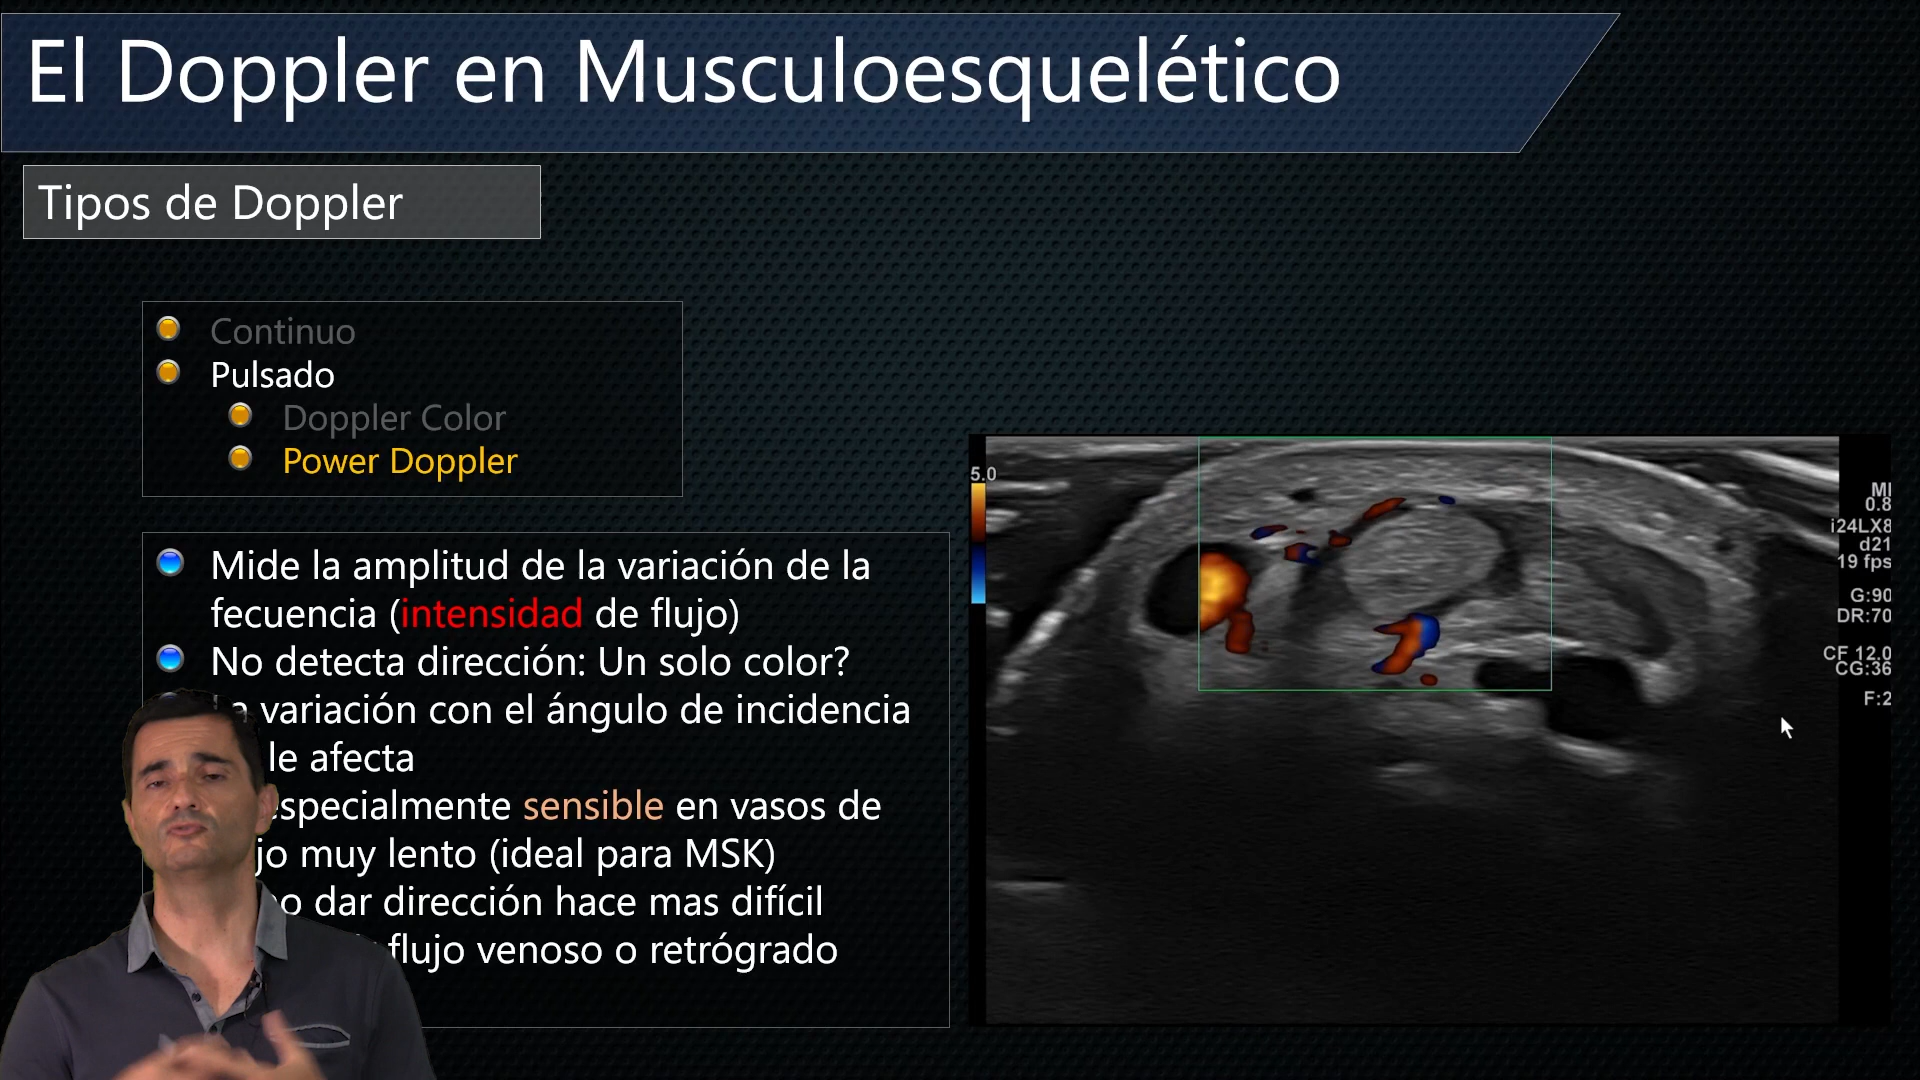 El Doppler en Musculoesquelético
Tipos de Doppler
Continuo
Pulsado
Doppler Color
Power Doppler
Mide la amplitud de la variación de la
fecuencia (intensidad de flujo)
No detecta dirección: Un solo color?
La variación con el ángulo de incidencia
le afecta
especialmente sensible en vasos de
muy lento (ideal para MSK)
dar dirección hace mas difícil
flujo venoso o retrógrado
5.0
MI
0.8
i24LX8
d21
19 fps
G:90
DR:70
CF 12.0
CG:36
F:2